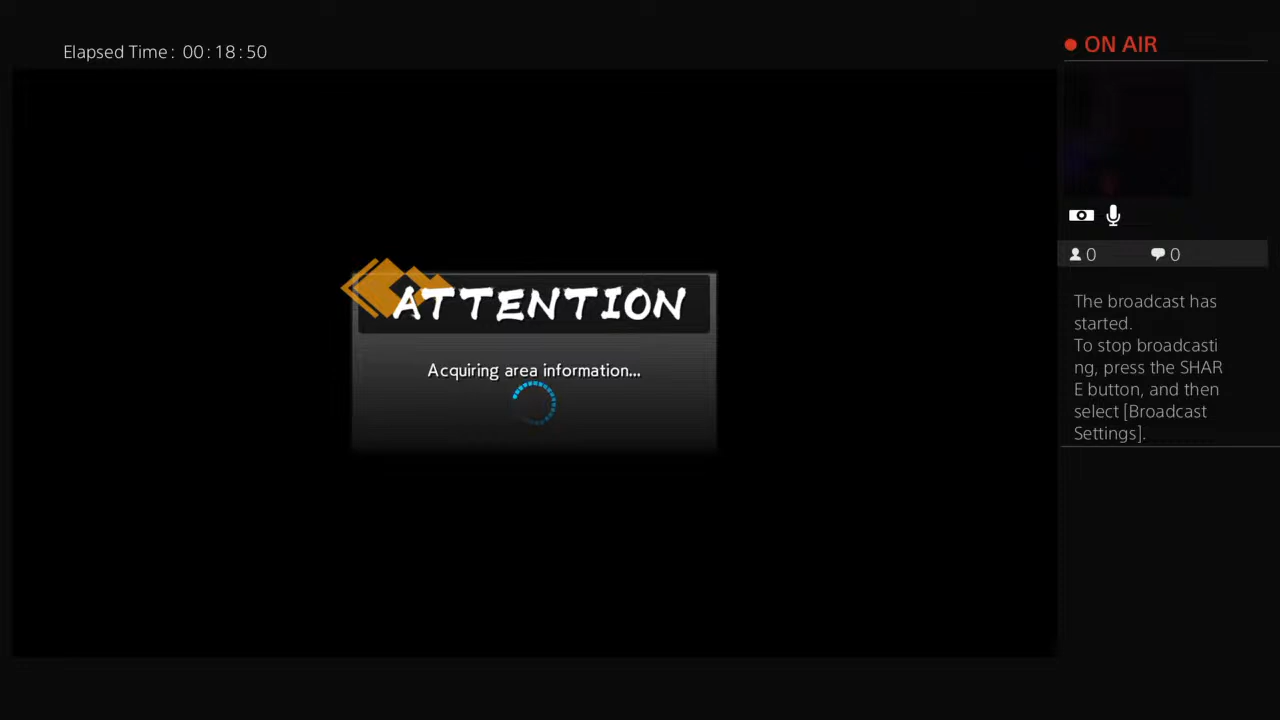 Elapsed Time: 00:18:50
ON AIR
0 0
ATTENTION
Acquiring area information...
The broadcast has
started.
To stop broadcasti
ng, press the SHAR
E button, and then
select [Broadcast
Settings].